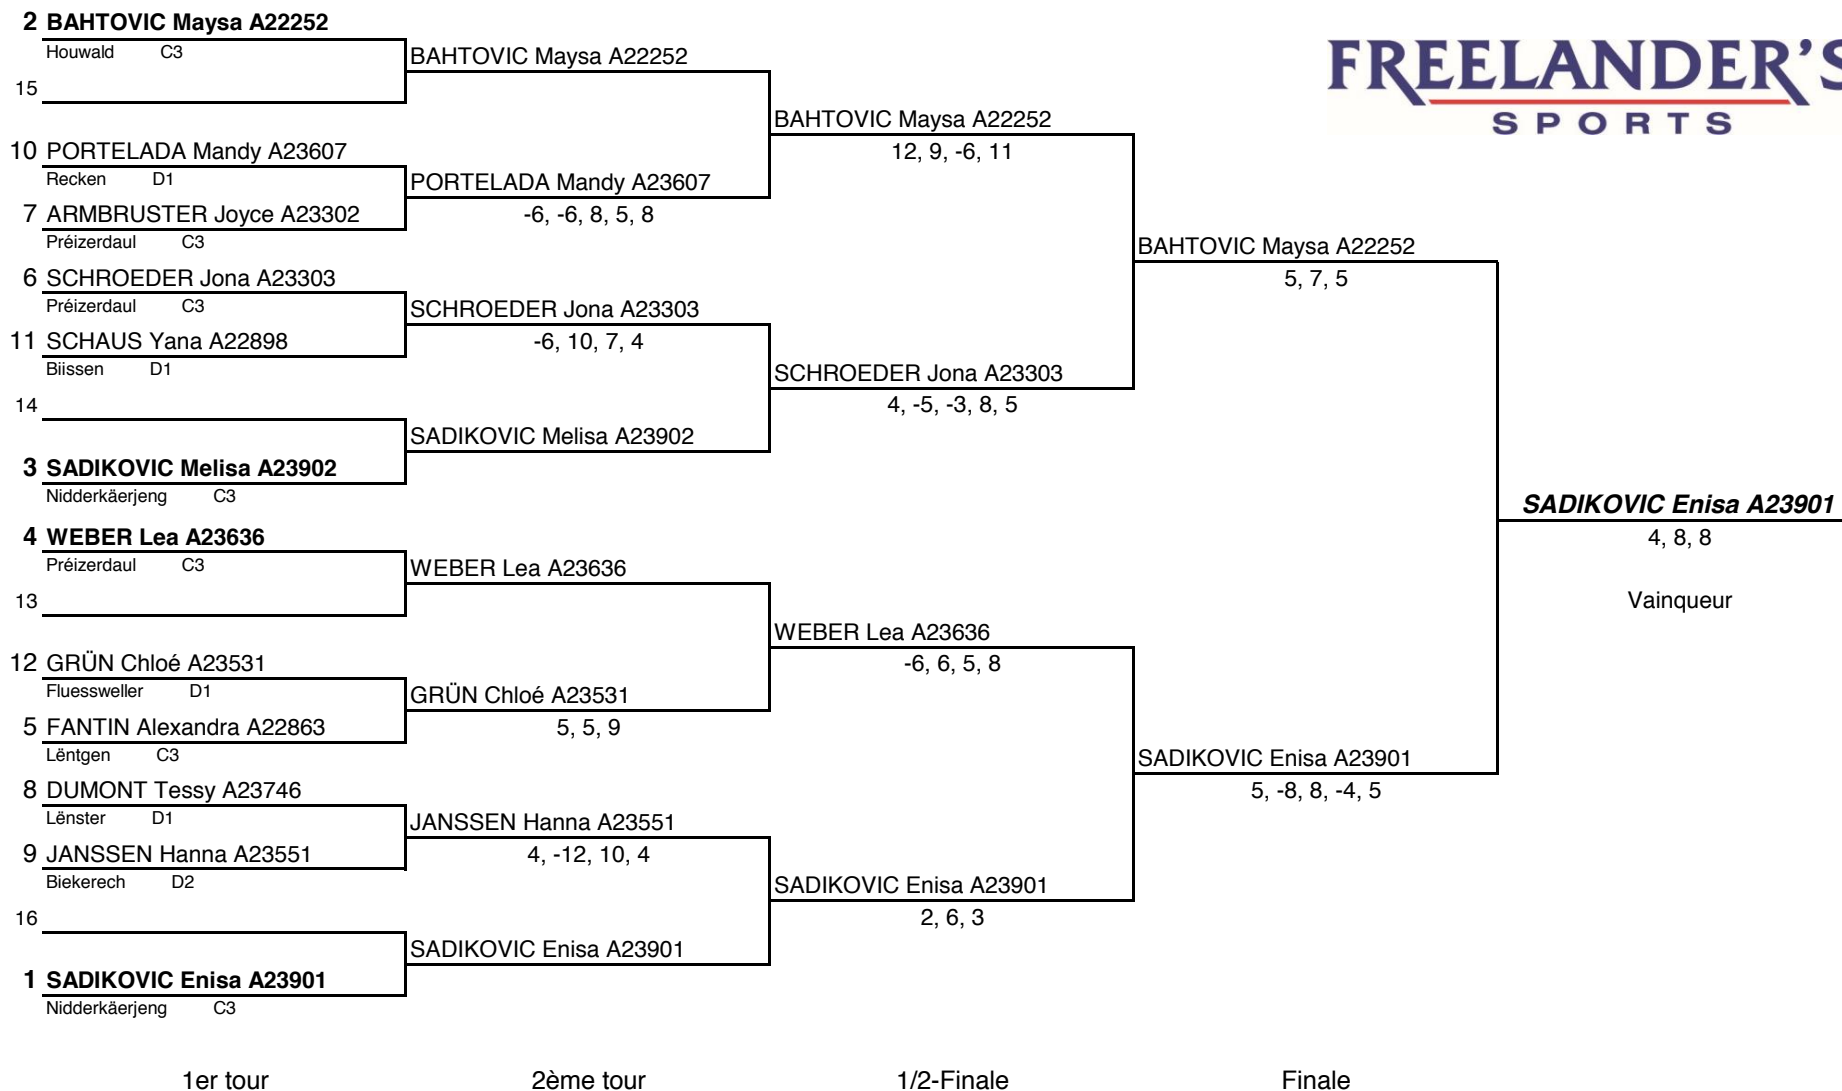 2 BAHTOVIC Maysa A22252
Houwald C3
BAHTOVIC Maysa A22252
15
FREELANDER'S
SPORTS
BAHTOVIC Maysa A22252
12, 9, -6, 11
10 PORTELADA Mandy A23607
Recken D1
PORTELADA Mandy A23607
-6, -6, 8, 5, 8
7 ARMBRUSTER Joyce A23302
Préizerdaul C3
BAHTOVIC Maysa A22252
5, 7, 5
6 SCHROEDER Jona A23303
Préizerdaul C3
SCHROEDER Jona A23303
-6, 10, 7, 4
11 SCHAUS Yana A22898
Biissen D1
SCHROEDER Jona A23303
4, -5, -3, 8, 5
14
SADIKOVIC Melisa A23902
3 SADIKOVIC Melisa A23902
Nidderkäerjeng C3
SADIKOVIC Enisa A23901
4, 8, 8
Vainqueur
4 WEBER Lea A23636
Préizerdaul C3
WEBER Lea A23636
13
WEBER Lea A23636
-6, 6, 5, 8
12 GRÜN Chloé A23531
Fluessweller D1
GRÜN Chloé A23531
5, 5, 9
5 FANTIN Alexandra A22863
Lëntgen C3
SADIKOVIC Enisa A23901
5, -8, 8, -4, 5
8 DUMONT Tessy A23746
Lënster D1
JANSSEN Hanna A23551
4, -12, 10, 4
9 JANSSEN Hanna A23551
Biekerech D2
SADIKOVIC Enisa A23901
2, 6, 3
16
SADIKOVIC Enisa A23901
1 SADIKOVIC Enisa A23901
Nidderkäerjeng C3
1er tour 2ème tour 1/2-Finale Finale